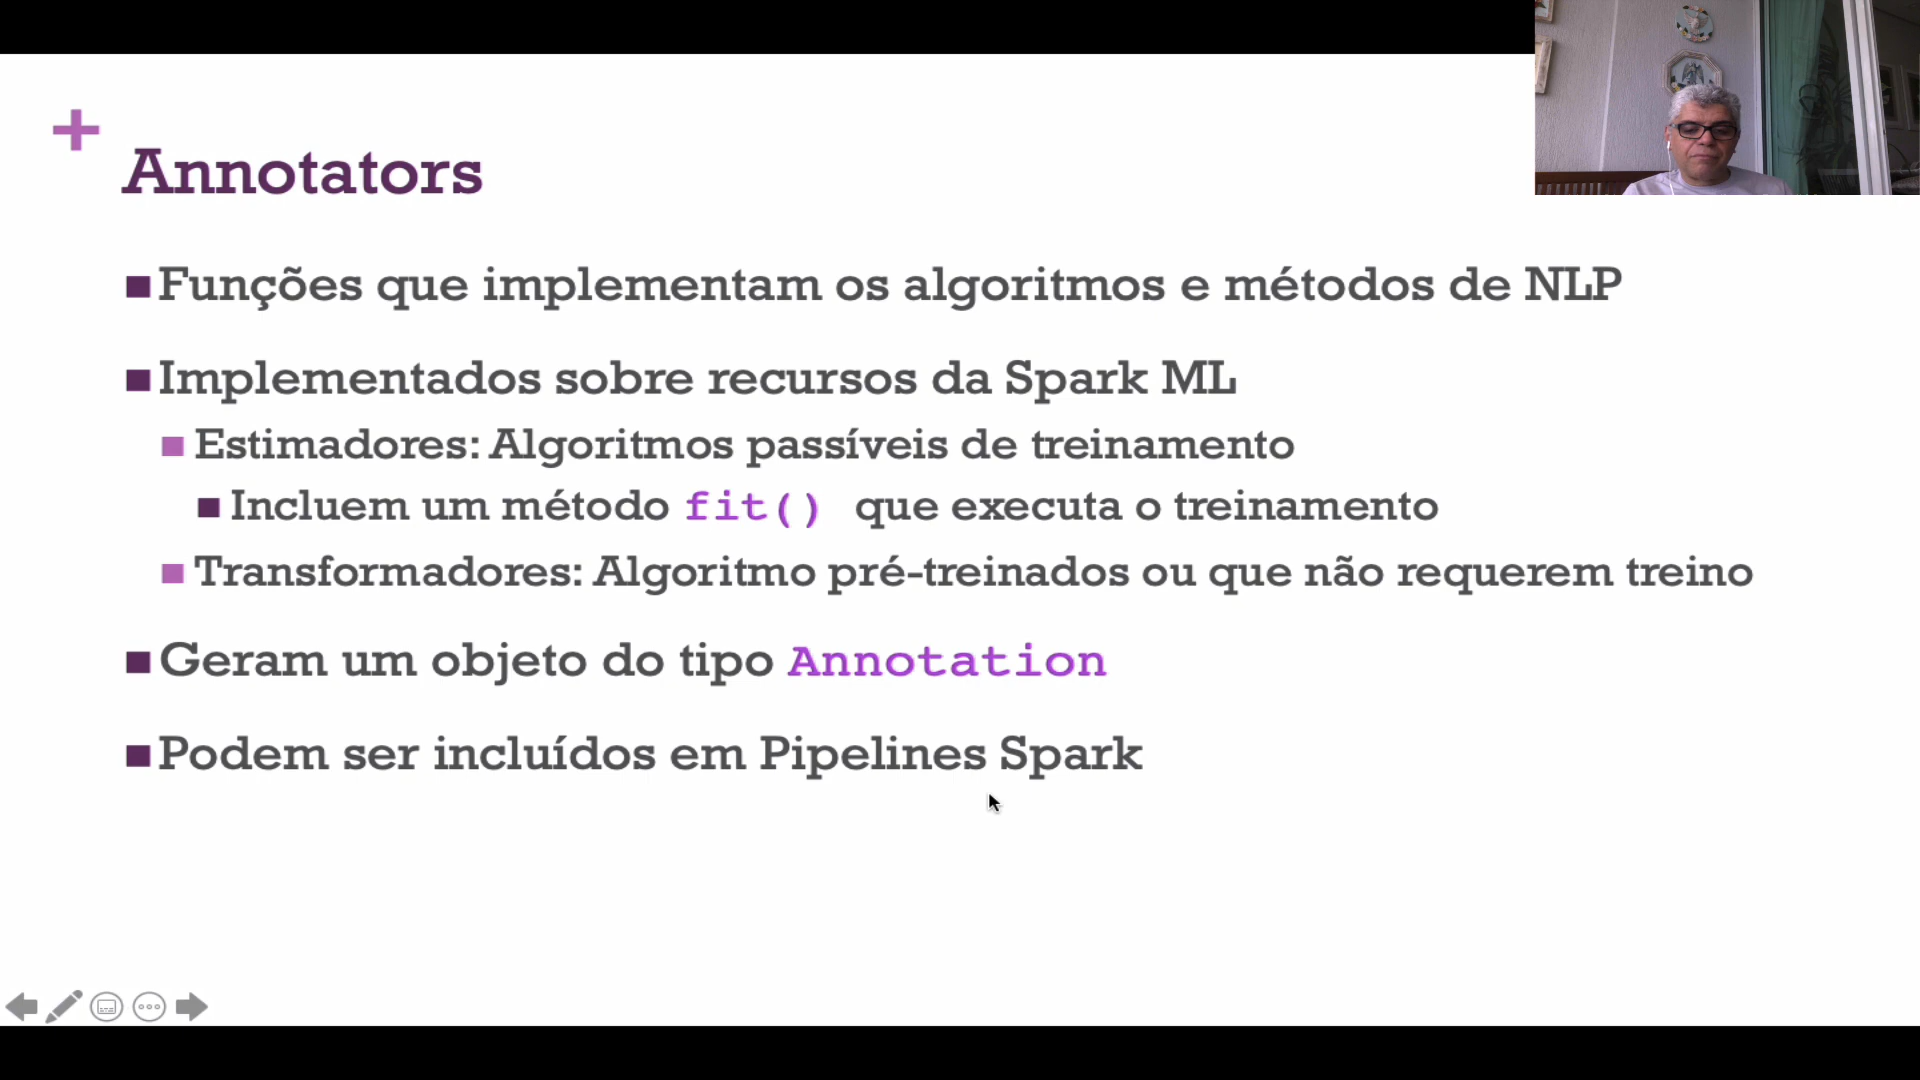 +
Annotators
Funções que implementam os algoritmos e métodos de NLP
Implementados sobre recursos da Spark ML
Estimadores: Algoritmos passíveis de treinamento
Incluem um método fit() que executa o treinamento
Transformadores: Algoritmo pré-treinados ou que não requerem treino
Geram um objeto do tipo Annotation
Podem ser incluídos em Pipelines Spark